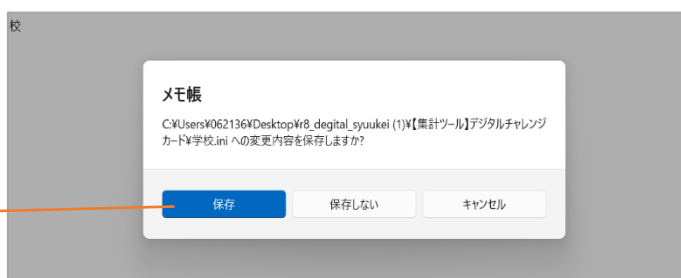 校
メモ帳
C:¥Users¥062136¥Desktop¥r8_degital_syuukei (1)¥【集計ツール】デジタルチャレンジ
カード¥学校.ini への変更内容を保存しますか?
保存
保存しない
キャンセル